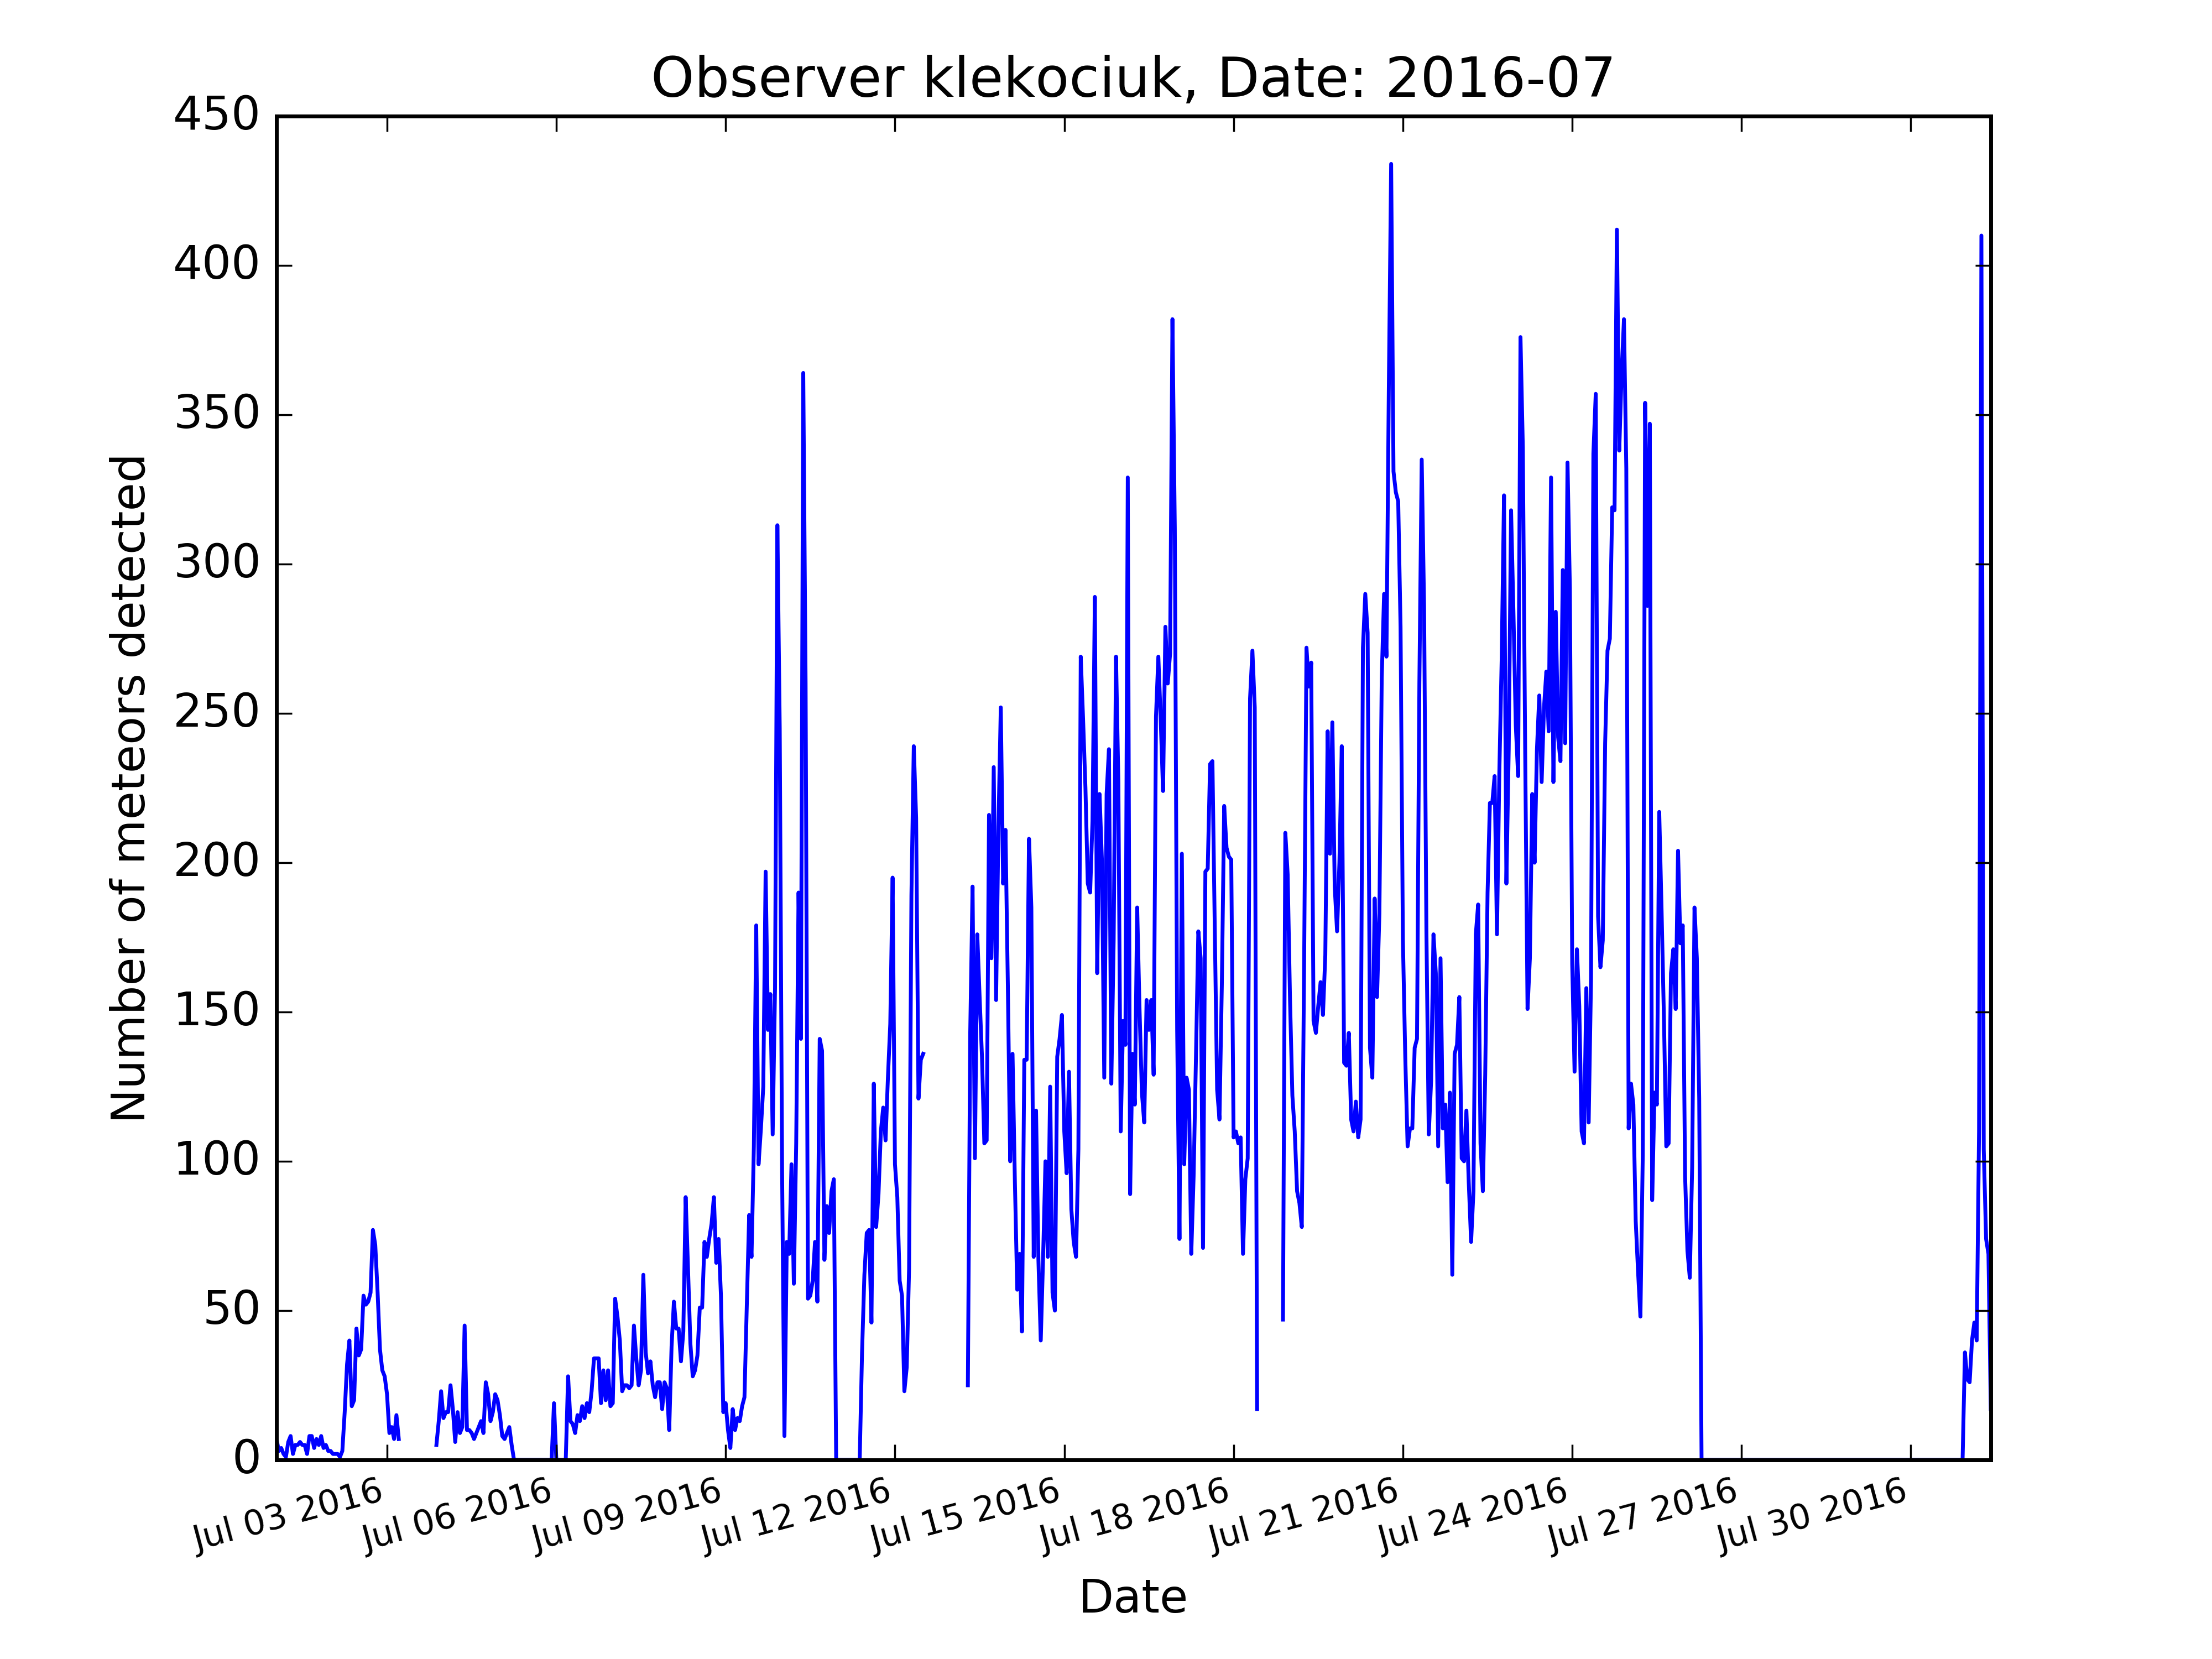 Observer klekociuk, Date: 2016-07
450
400
350
300
250
200
150
100
50
0
Number of meteors detected
Jul 03 2016
Jul 06 2016
Jul 09 2016
Jul 12 2016
Jul 15 2016
Jul 18 2016
Jul 21 2016
Jul 24 2016
Jul 27 2016
Jul 30 2016
Date